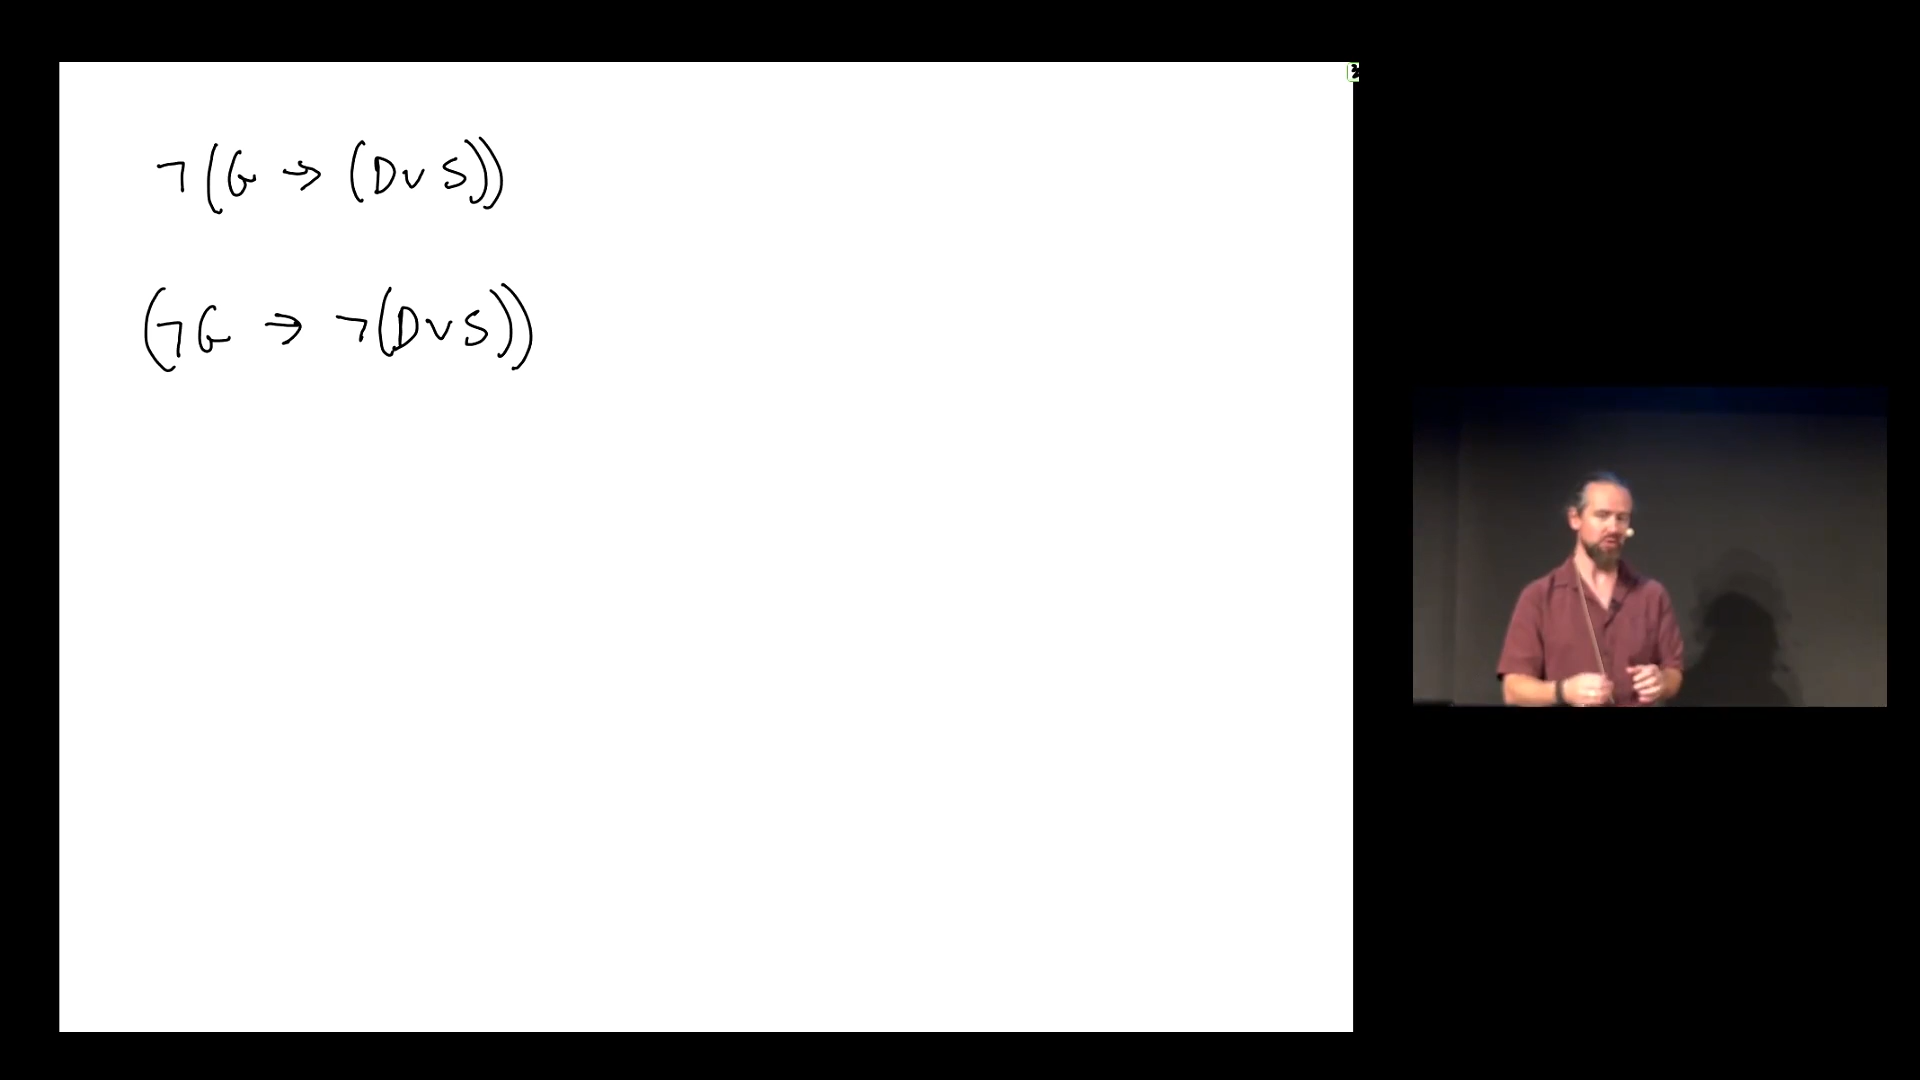 ¬(G → (D ∨ S))
(¬G → ¬(D ∨ S))